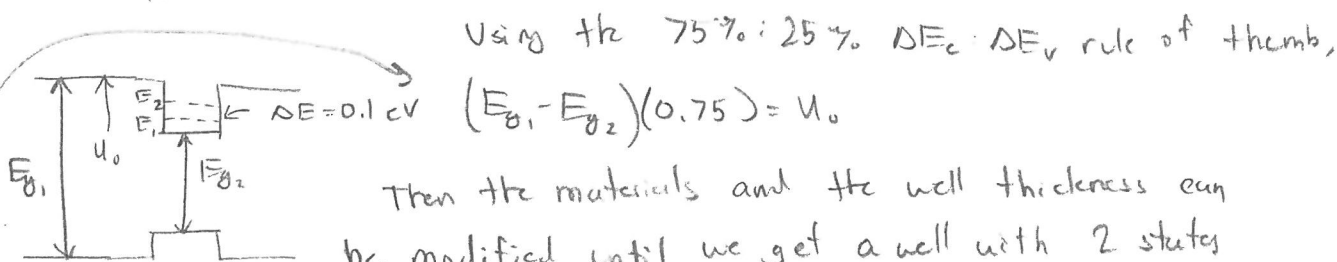 Using the 75%:25% ΔEc:ΔEv rule of themb,
E2
E1
← ΔE=0.1 eV
(Eg1-Eg2)(0.75)=U0
U0
Eg1
Eg2
Then the materials and the well thickness can
be modified until we get a well with 2 states